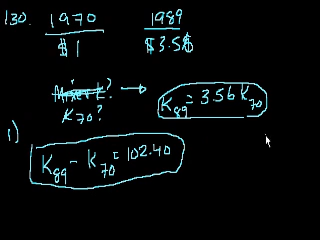 130. 1970 1989
$1 $3.56
K70? → K89 = 3.56 K70
1)
K89 - K70 = 102.40